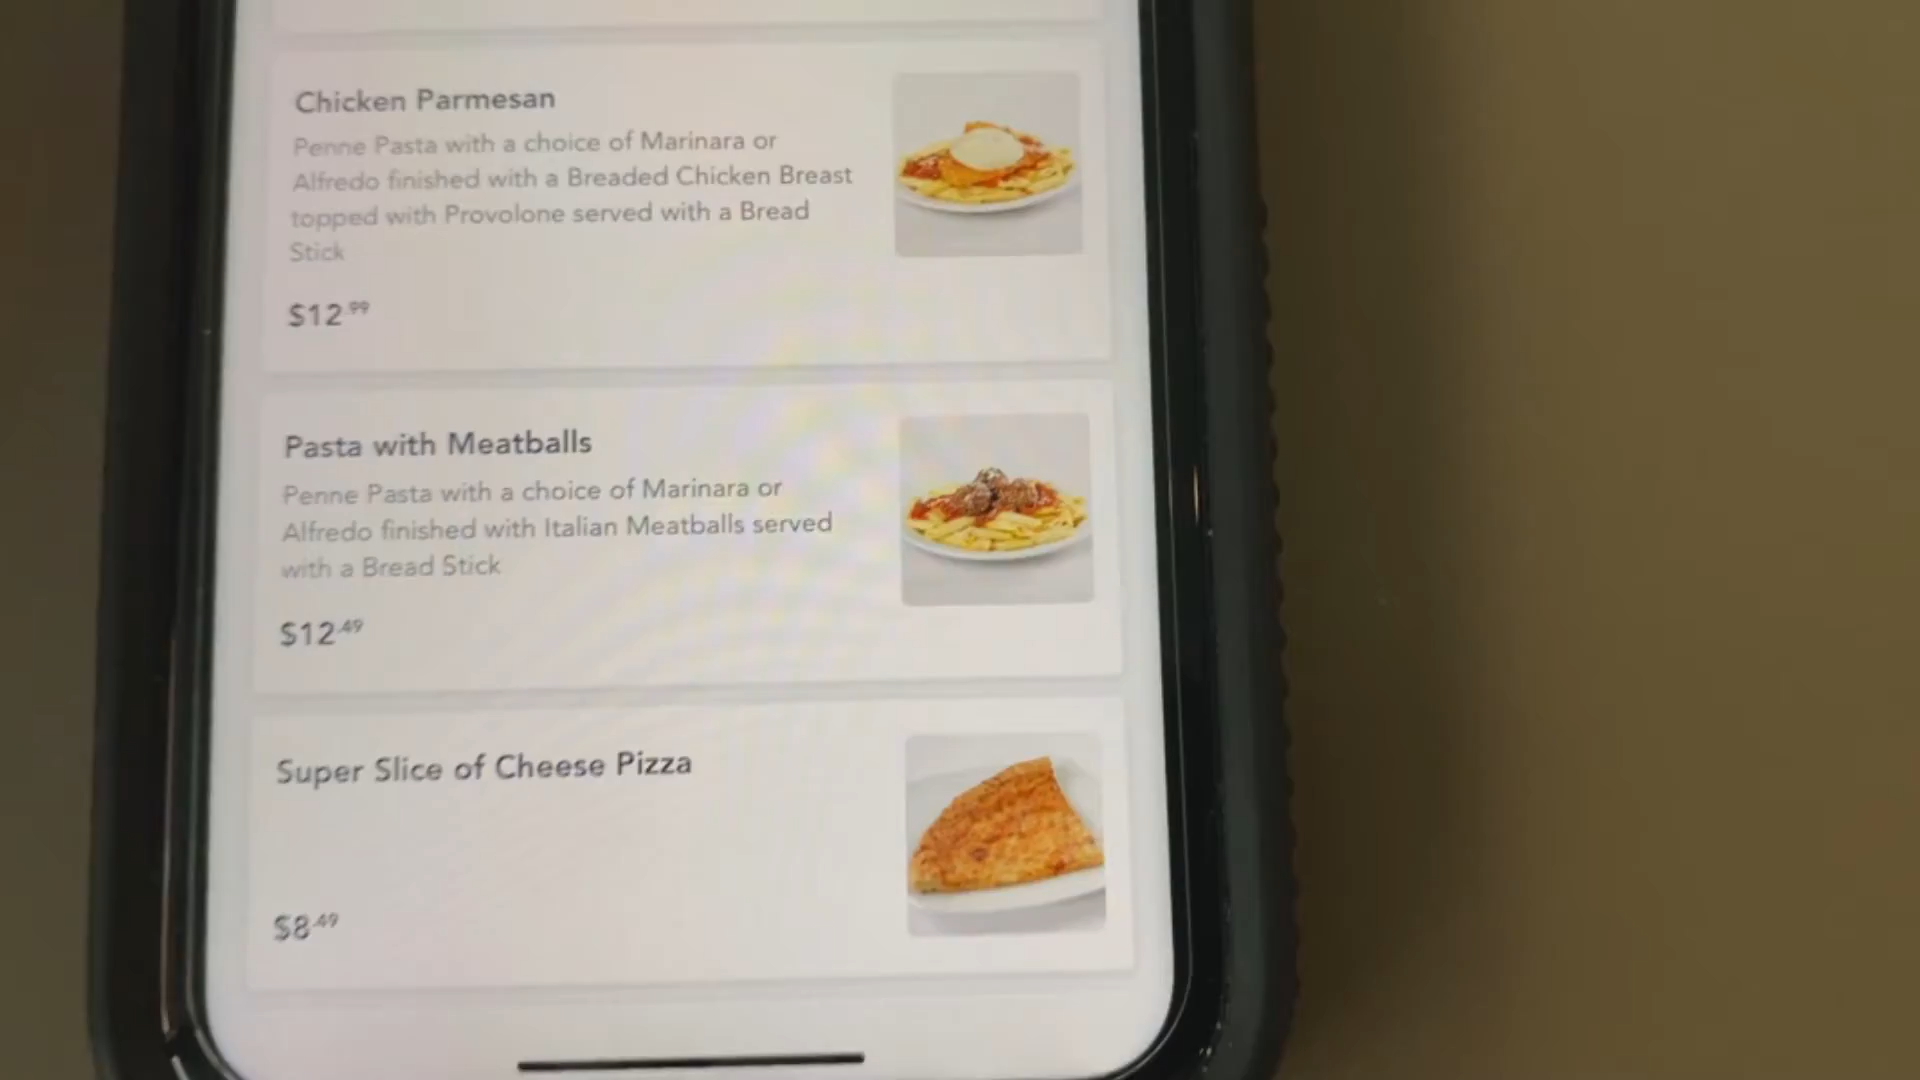 Chicken Parmesan
Penne Pasta with a choice of Marinara or
Alfredo finished with a Breaded Chicken Breast
topped with Provolone served with a Bread
Stick
$12.99
Pasta with Meatballs
Penne Pasta with a choice of Marinara or
Alfredo finished with Italian Meatballs served
with a Bread Stick
$12.49
Super Slice of Cheese Pizza
$8.49